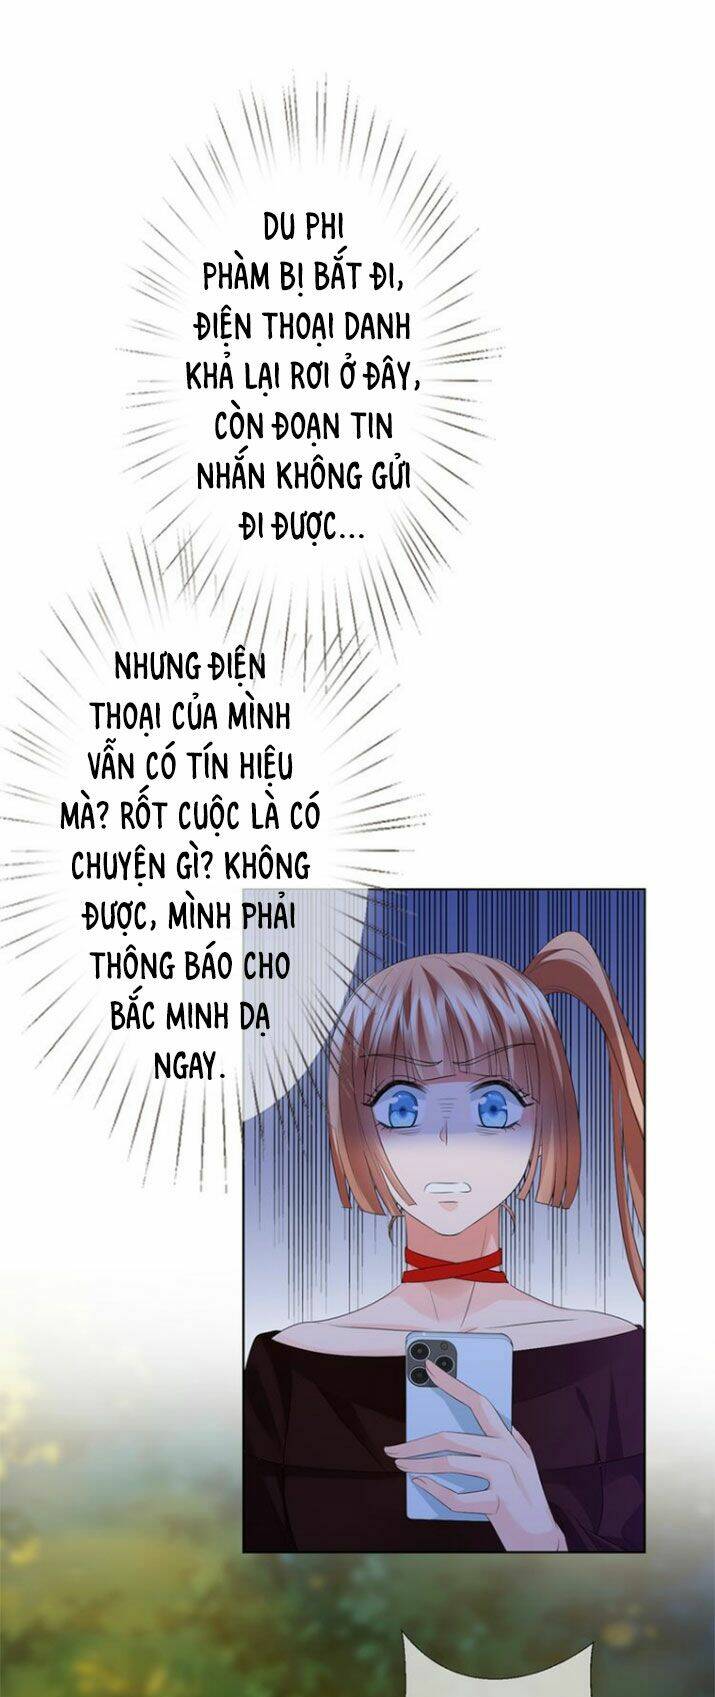 DU PHI
PHÀM BỊ BẮT ĐI,
ĐIỆN THOẠI DANH
KHẢ LẠI RƠI Ở ĐÂY,
CÒN ĐOẠN TIN
NHẮN KHÔNG GỬI
ĐI ĐƯỢC...
NHƯNG ĐIỆN
THOẠI CỦA MÌNH
VẪN CÓ TÍN HIỆU
MÀ? RỐT CUỘC LÀ CÓ
CHUYỆN GÌ? KHÔNG
ĐƯỢC, MÌNH PHẢI
THÔNG BÁO CHO
BẮC MINH DẠ
NGAY.